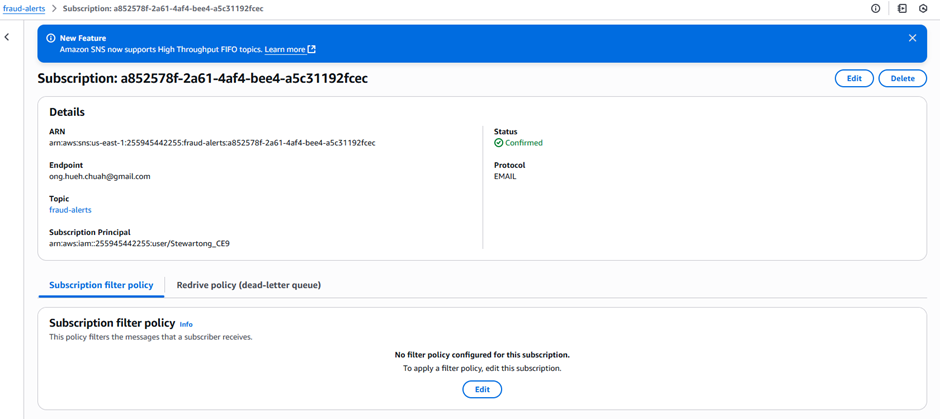 fraud-alerts > Subscription: a852578f-2a61-4af4-bee4-a5c31192fcec
New Feature
Amazon SNS now supports High Throughput FIFO topics. Learn more
Subscription: a852578f-2a61-4af4-bee4-a5c31192fcec
Edit
Delete
Details
ARN
arn:aws:sns:us-east-1:255945442255:fraud-alerts:a852578f-2a61-4af4-bee4-a5c31192fcec
Status
Confirmed
Endpoint
ong.hueh.chuah@gmail.com
Protocol
EMAIL
Topic
fraud-alerts
Subscription Principal
arn:aws:iam::255945442255:user/Stewartong_CE9
Subscription filter policy
Redrive policy (dead-letter queue)
Subscription filter policy Info
This policy filters the messages that a subscriber receives.
No filter policy configured for this subscription.
To apply a filter policy, edit this subscription.
Edit